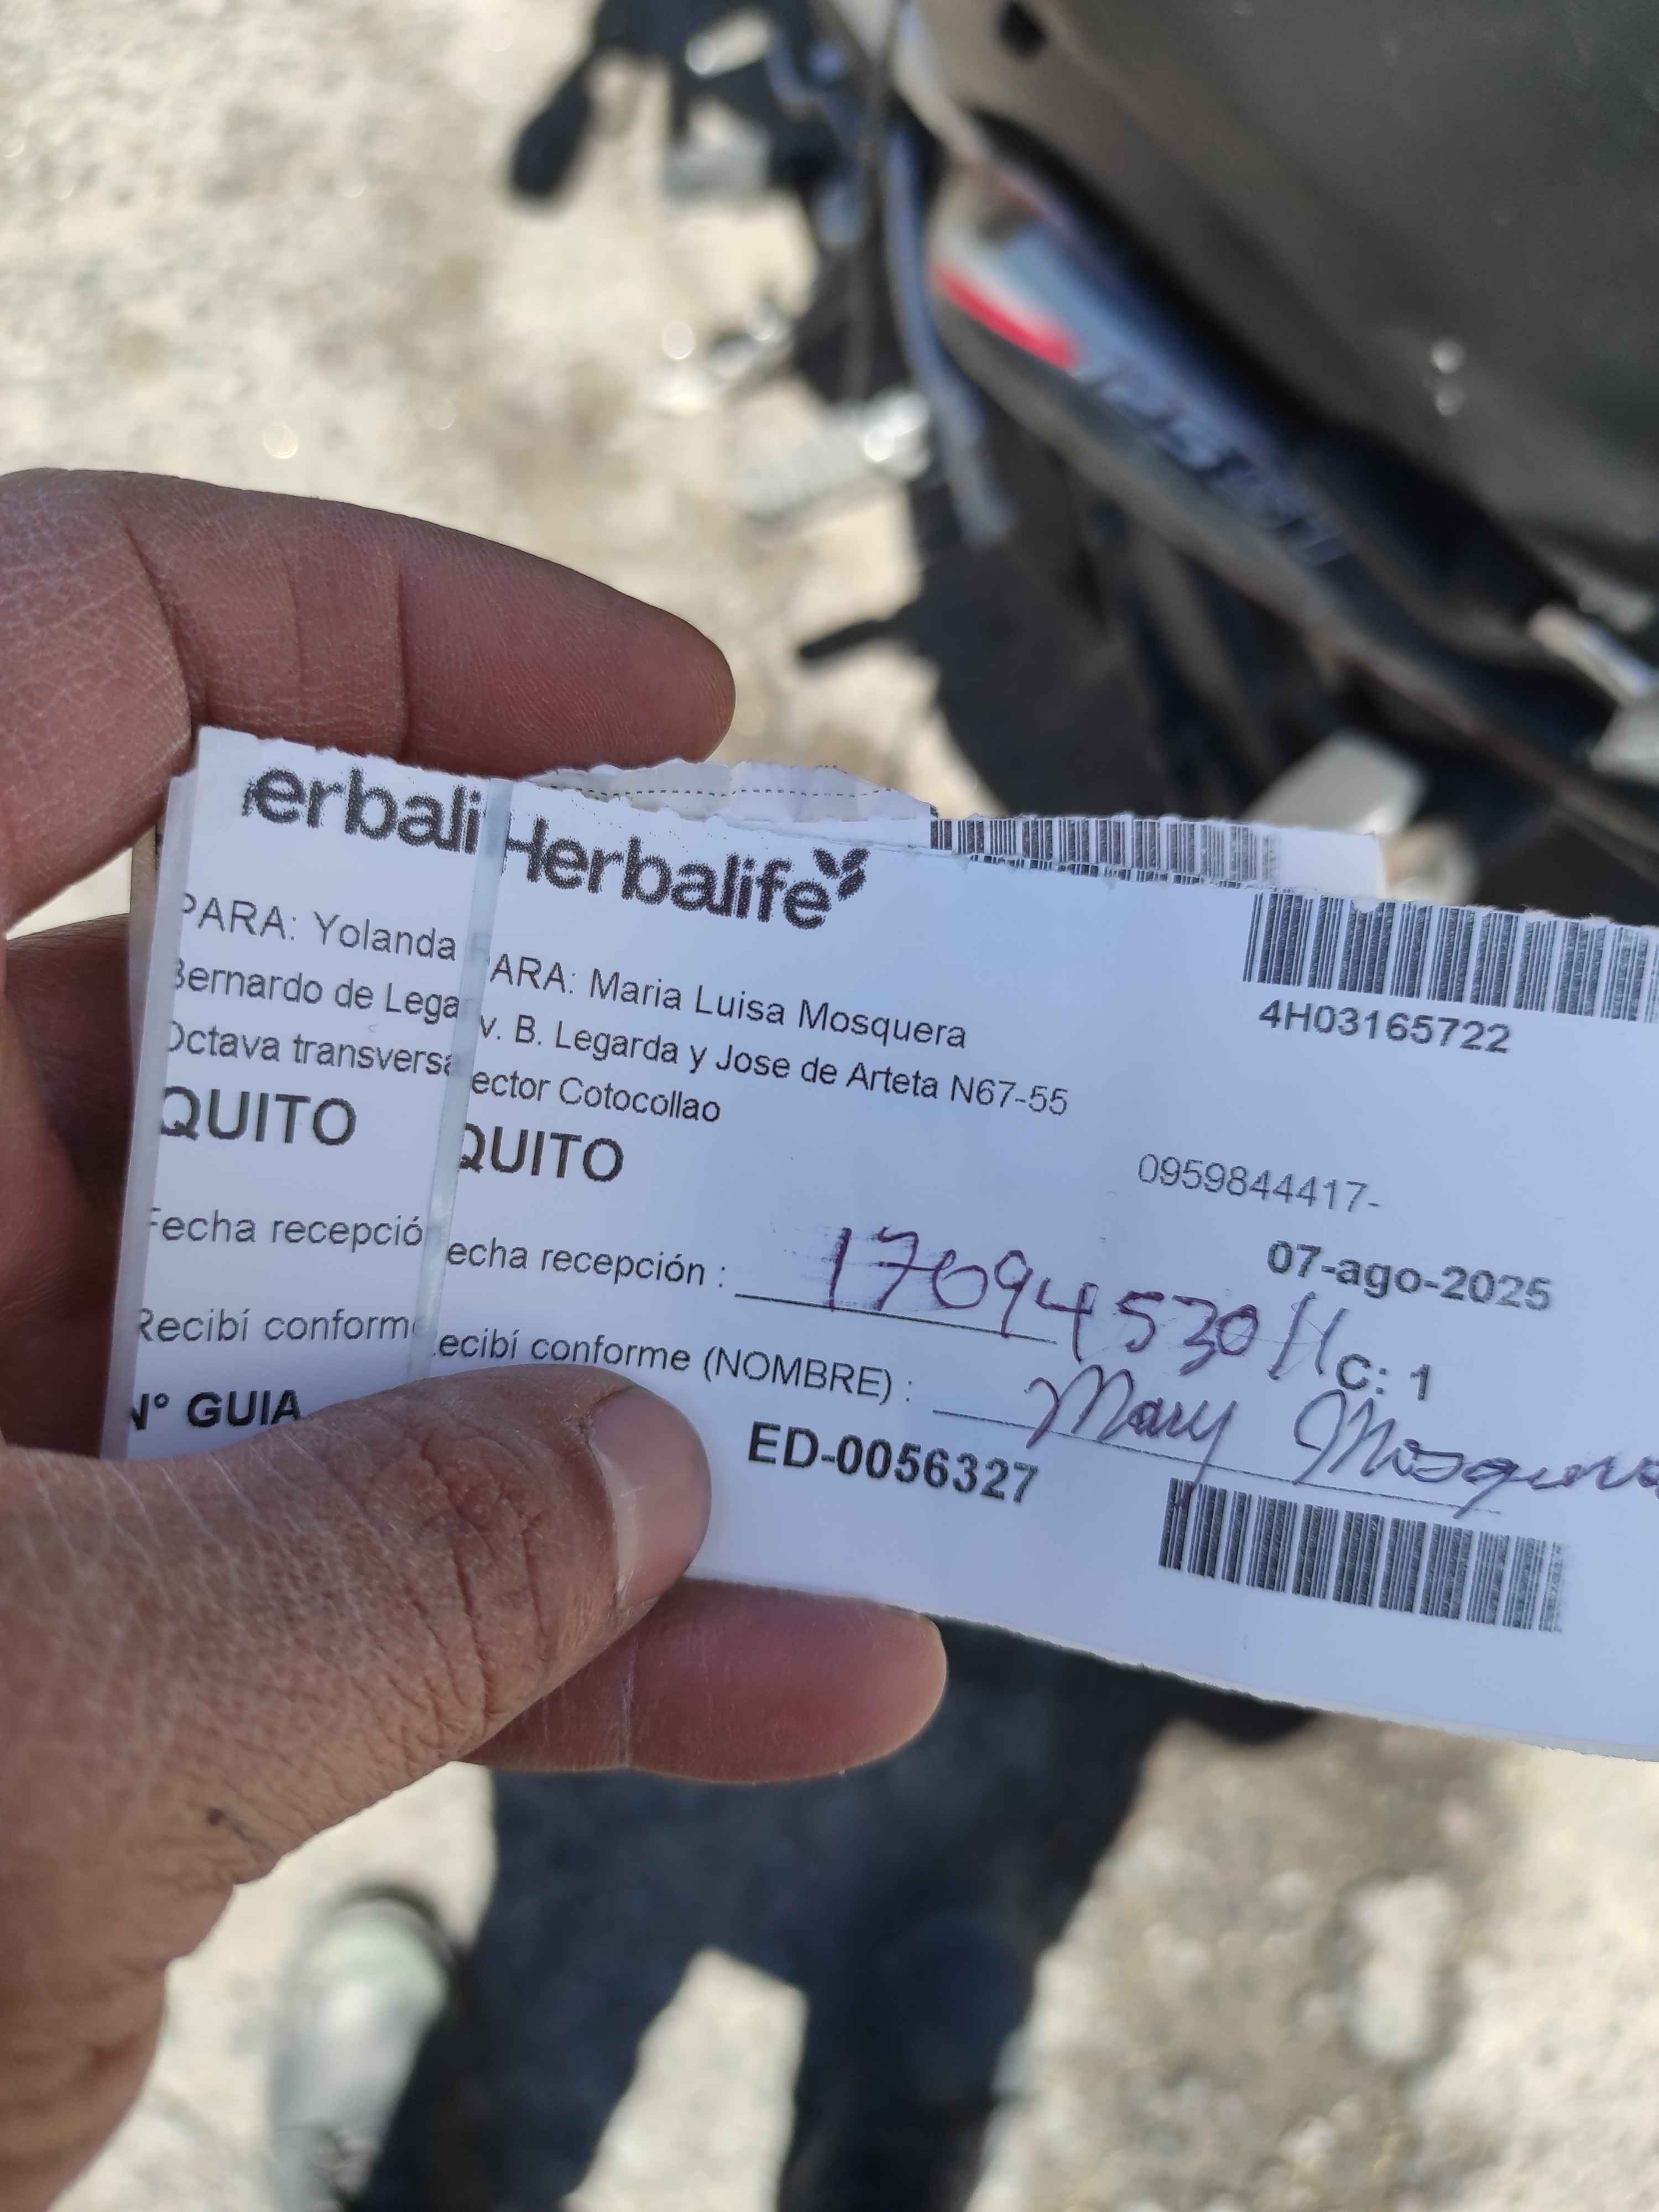 erbali
PARA: Yolanda
Bernardo de Lega
Octava transversa
QUITO
Fecha recepció
Recibí conform
N° GUIA
Herbalife
ARA: Maria Luisa Mosquera
v. B. Legarda y Jose de Arteta N67-55
ector Cotocollao
QUITO
4H03165722
0959844417-
07-ago-2025
echa recepción : 1709453011
C: 1
ecibí conforme (NOMBRE) : Mary Mosquera
ED-0056327